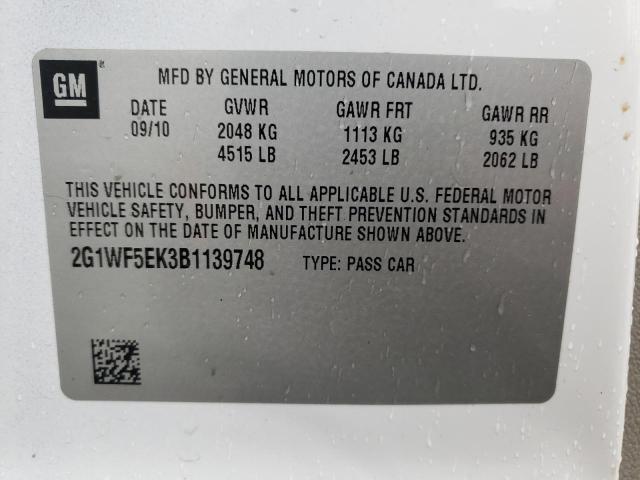 GM
MFD BY GENERAL MOTORS OF CANADA LTD.
DATE GVWR GAWR FRT GAWR RR
09/10 2048 KG 1113 KG 935 KG
4515 LB 2453 LB 2062 LB
THIS VEHICLE CONFORMS TO ALL APPLICABLE U.S. FEDERAL MOTOR
VEHICLE SAFETY, BUMPER, AND THEFT PREVENTION STANDARDS IN
EFFECT ON THE DATE OF MANUFACTURE SHOWN ABOVE.
2G1WF5EK3B1139748 TYPE: PASS CAR